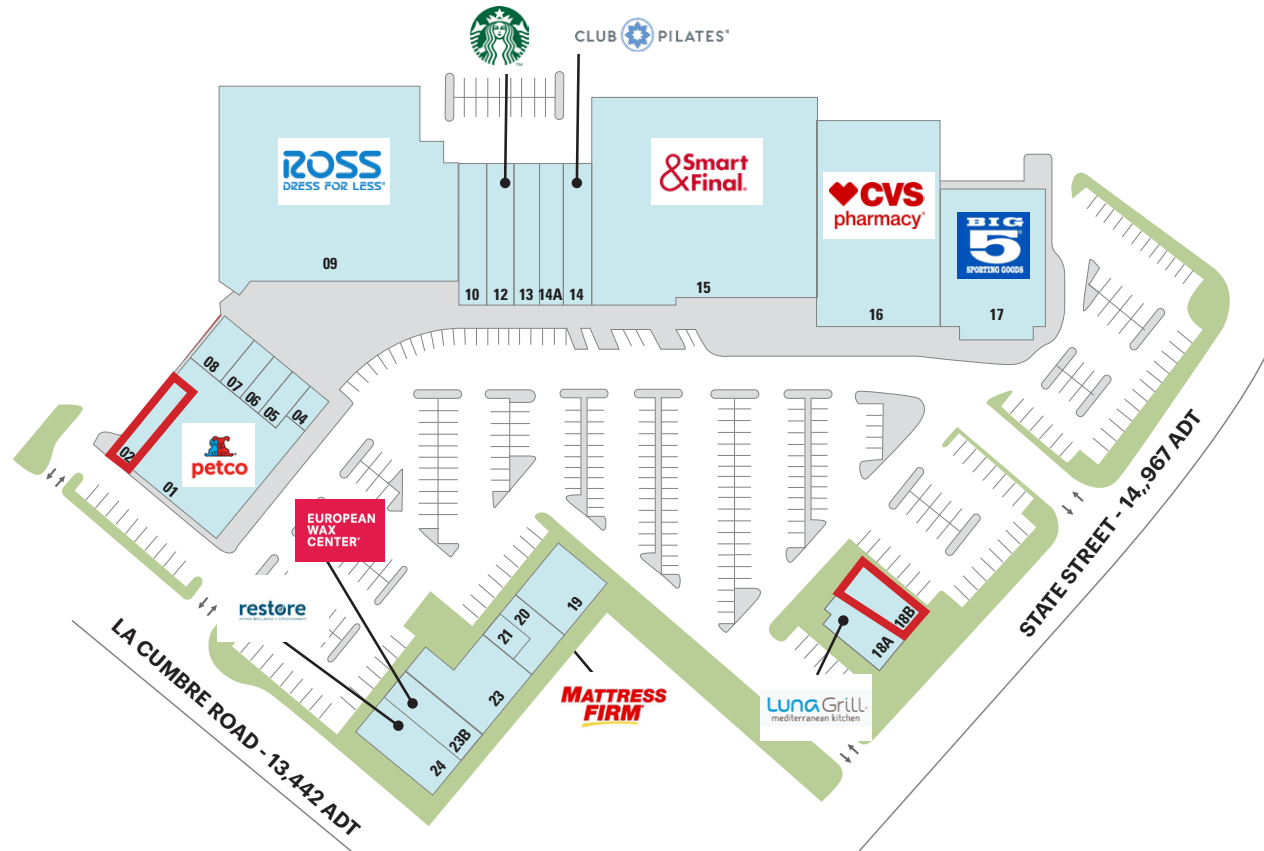 CLUB PILATES
ROSS
DRESS FOR LESS
&Smart
Final.
CVS
pharmacy
BIG
5
SPORTING GOODS
09
10
12
13
14A
14
15
16
17
08
07
06
05
04
02
01
petco
EUROPEAN
WAX
CENTER
restore
HYPER WELLNESS + CRYOTHERAPY
19
20
21
23
23B
24
MATTRESS
FIRM
18B
18A
LUNA Grill
mediterranean kitchen
LA CUMBRE ROAD - 13,442 ADT
STATE STREET - 14,,967 ADT